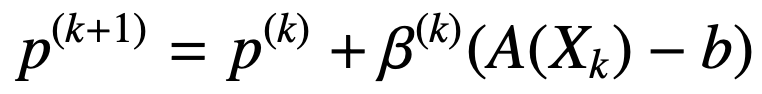 p^{(k+1)} = p^{(k)} + β^{(k)}(A(X_k) − b)